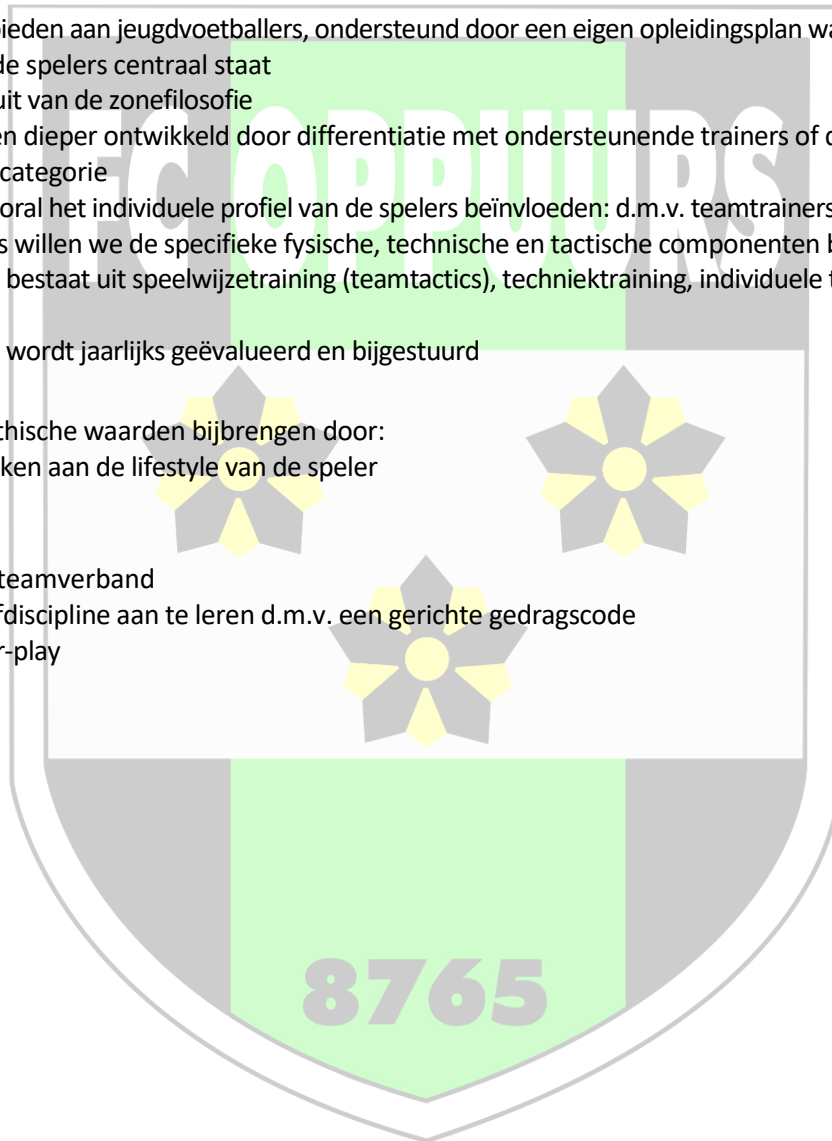 ieden aan jeugdvoetballers, ondersteund door een eigen opleidingsplan wa
de spelers centraal staat
uit van de zonefilosofie
en dieper ontwikkeld door differentiatie met ondersteunende trainers of d
categorie
ooral het individuele profiel van de spelers beïnvloeden: d.m.v. teamtrainers
s willen we de specifieke fysische, technische en tactische componenten b
bestaat uit speelwijzetraining (teamtactics), techniektraining, individuele t
wordt jaarlijks geëvalueerd en bijgestuurd
thische waarden bijbrengen door:
ken aan de lifestyle van de speler
teamverband
fdiscipline aan te leren d.m.v. een gerichte gedragscode
r-play
FC OPPUURS
8765